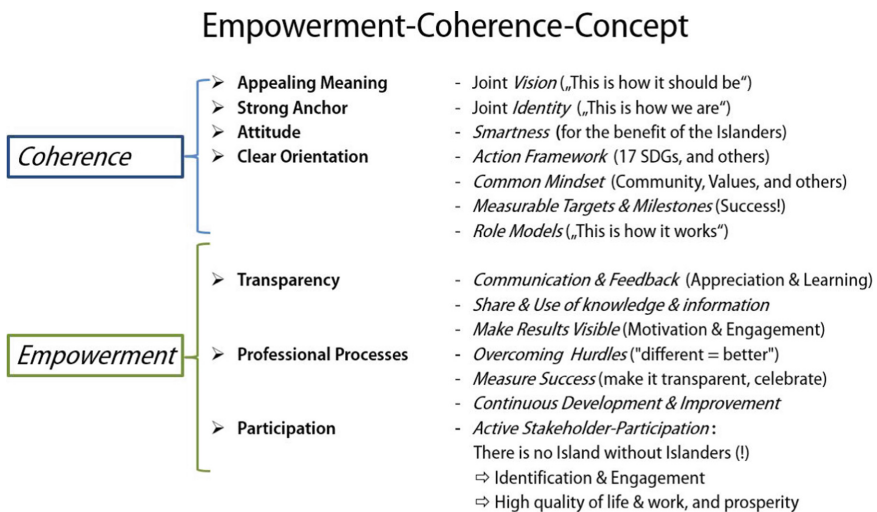 Empowerment-Coherence-Concept
Coherence
➢ Appealing Meaning - Joint Vision („This is how it should be“)
➢ Strong Anchor - Joint Identity („This is how we are“)
➢ Attitude - Smartness (for the benefit of the Islanders)
➢ Clear Orientation - Action Framework (17 SDGs, and others)
- Common Mindset (Community, Values, and others)
- Measurable Targets & Milestones (Success!)
- Role Models („This is how it works“)
Empowerment
➢ Transparency - Communication & Feedback (Appreciation & Learning)
- Share & Use of knowledge & information
- Make Results Visible (Motivation & Engagement)
➢ Professional Processes - Overcoming Hurdles ("different = better")
- Measure Success (make it transparent, celebrate)
- Continuous Development & Improvement
➢ Participation - Active Stakeholder-Participation :
There is no Island without Islanders (!)
⇨ Identification & Engagement
⇨ High quality of life & work, and prosperity